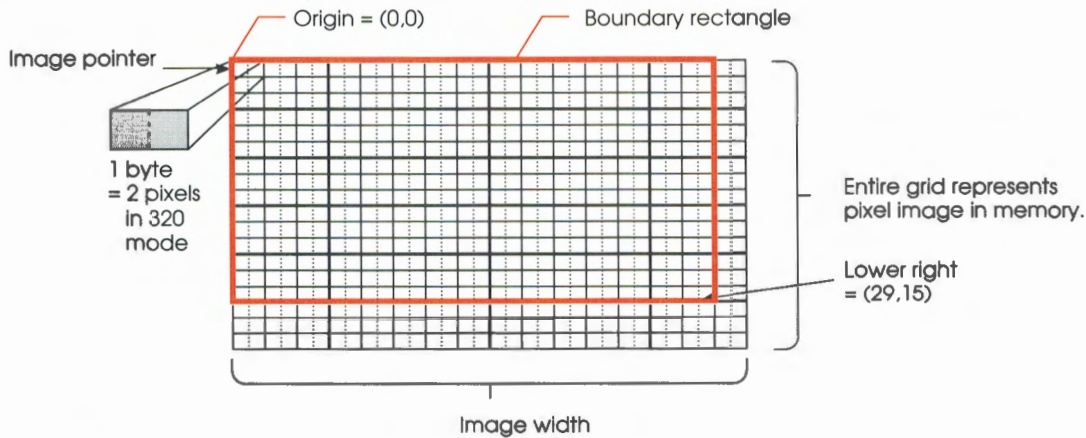 Origin = (0,0)
Boundary rectangle
Image pointer
1 byte
= 2 pixels
in 320
mode
Entire grid represents
pixel image in memory.
Lower right
= (29,15)
Image width